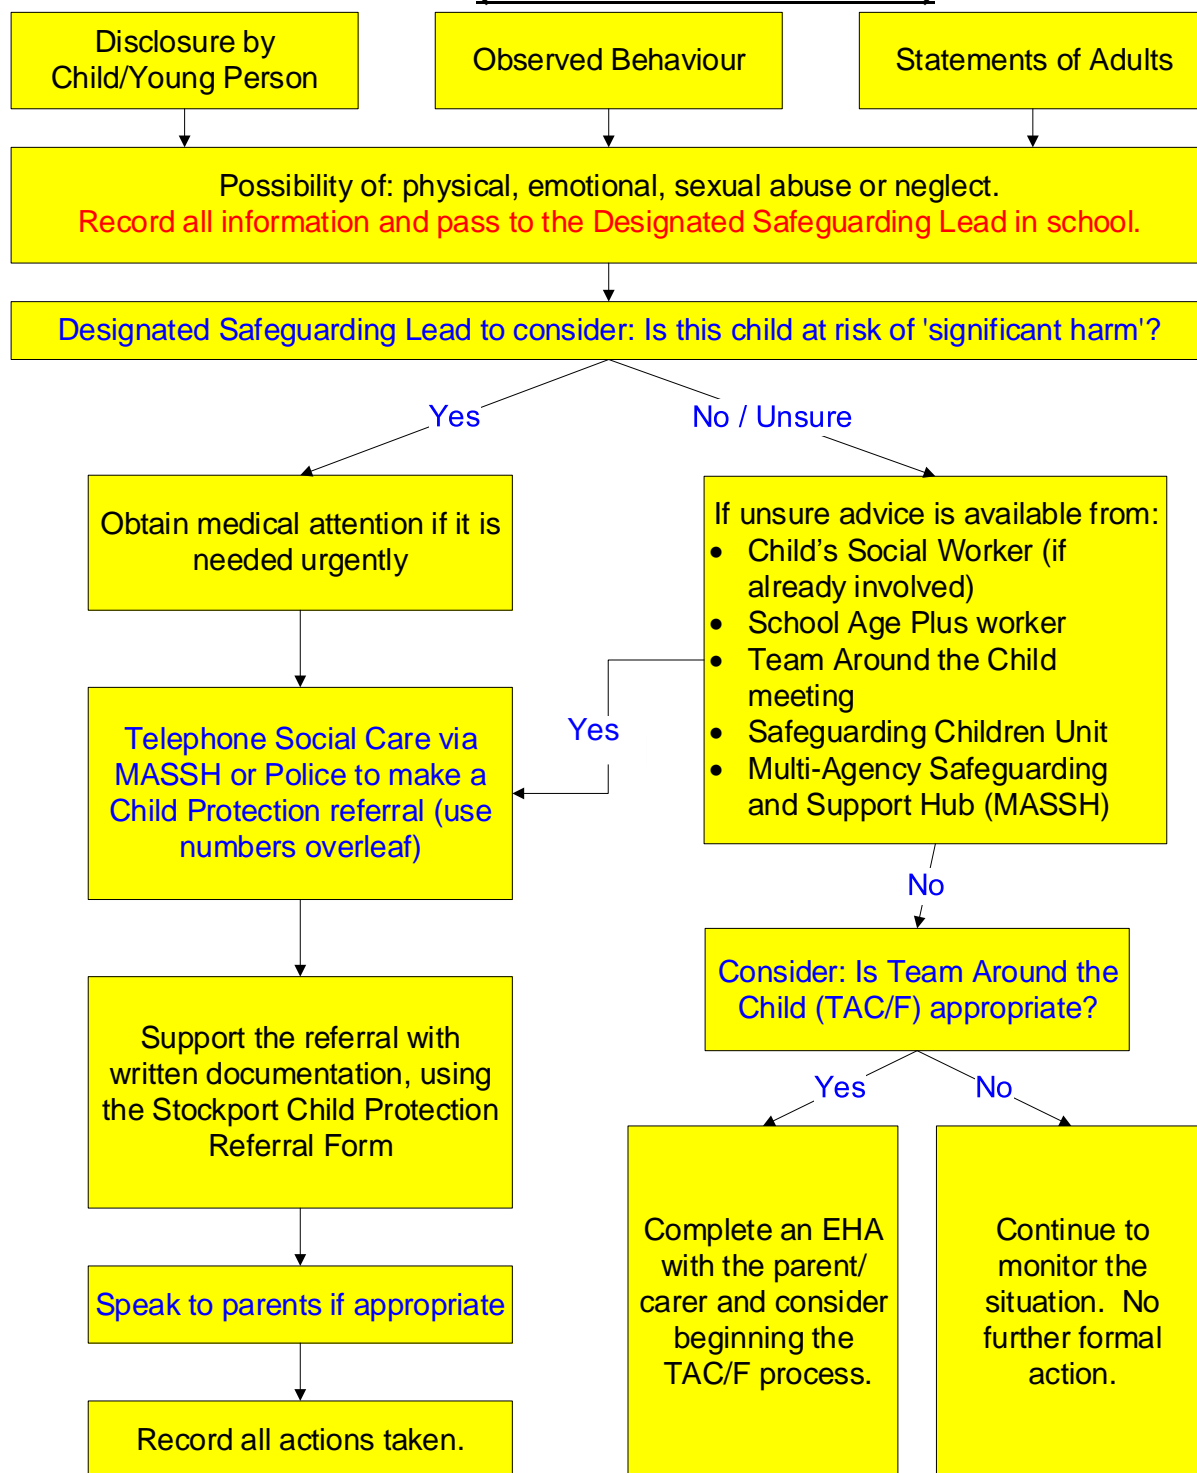 Disclosure by
Child/Young Person
Observed Behaviour
Statements of Adults
Possibility of: physical, emotional, sexual abuse or neglect.
Record all information and pass to the Designated Safeguarding Lead in school.
Designated Safeguarding Lead to consider: Is this child at risk of 'significant harm'?
Yes
No / Unsure
Obtain medical attention if it is
needed urgently
If unsure advice is available from:
• Child’s Social Worker (if
already involved)
• School Age Plus worker
• Team Around the Child
meeting
• Safeguarding Children Unit
• Multi-Agency Safeguarding
and Support Hub (MASSH)
Yes
Telephone Social Care via
MASSH or Police to make a
Child Protection referral (use
numbers overleaf)
No
Consider: Is Team Around the
Child (TAC/F) appropriate?
Support the referral with
written documentation, using
the Stockport Child Protection
Referral Form
Yes
No
Complete an EHA
with the parent/
carer and consider
beginning the
TAC/F process.
Continue to
monitor the
situation.  No
further formal
action.
Speak to parents if appropriate
Record all actions taken.